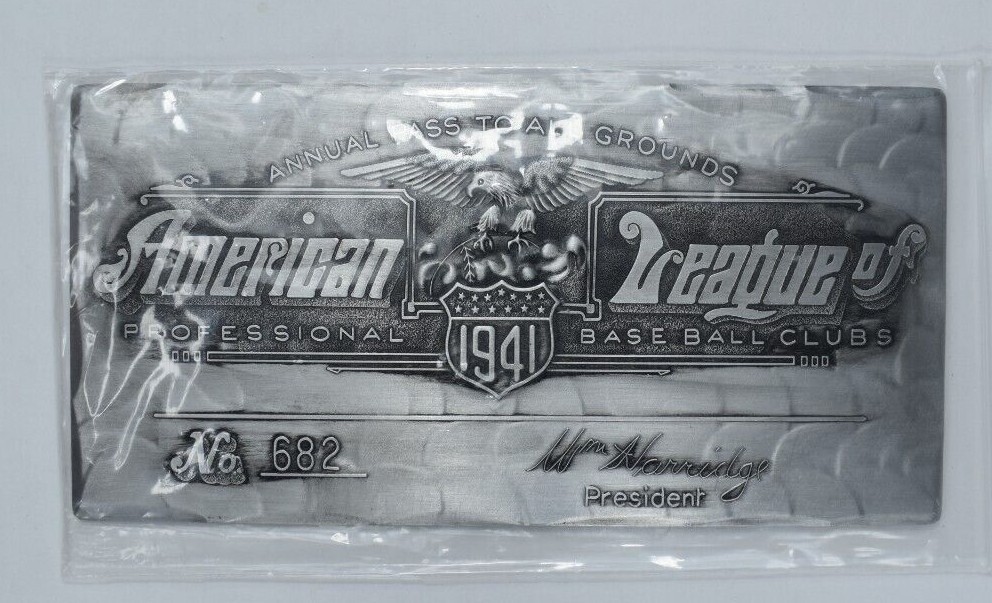 ANNUAL PASS TO ALL GROUNDS
American League of
PROFESSIONAL BASE BALL CLUBS
1941
No. 682
Wm Harridge
President